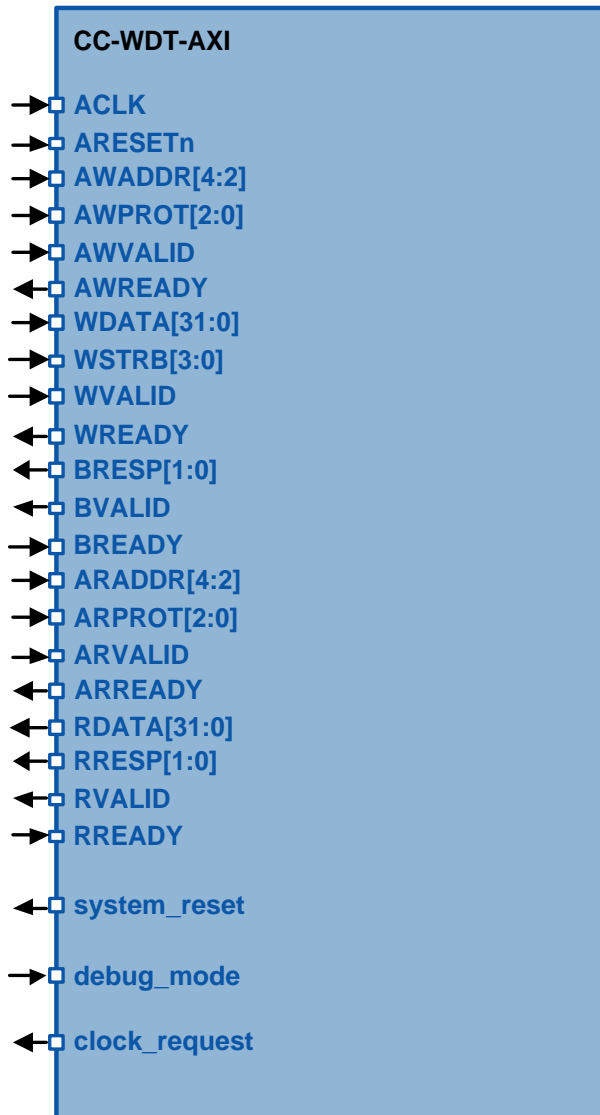 CC-WDT-AXI
ACLK
ARESETn
AWADDR[4:2]
AWPROT[2:0]
AWVALID
AWREADY
WDATA[31:0]
WSTRB[3:0]
WVALID
WREADY
BRESP[1:0]
BVALID
BREADY
ARADDR[4:2]
ARPROT[2:0]
ARVALID
ARREADY
RDATA[31:0]
RRESP[1:0]
RVALID
RREADY
system_reset
debug_mode
clock_request